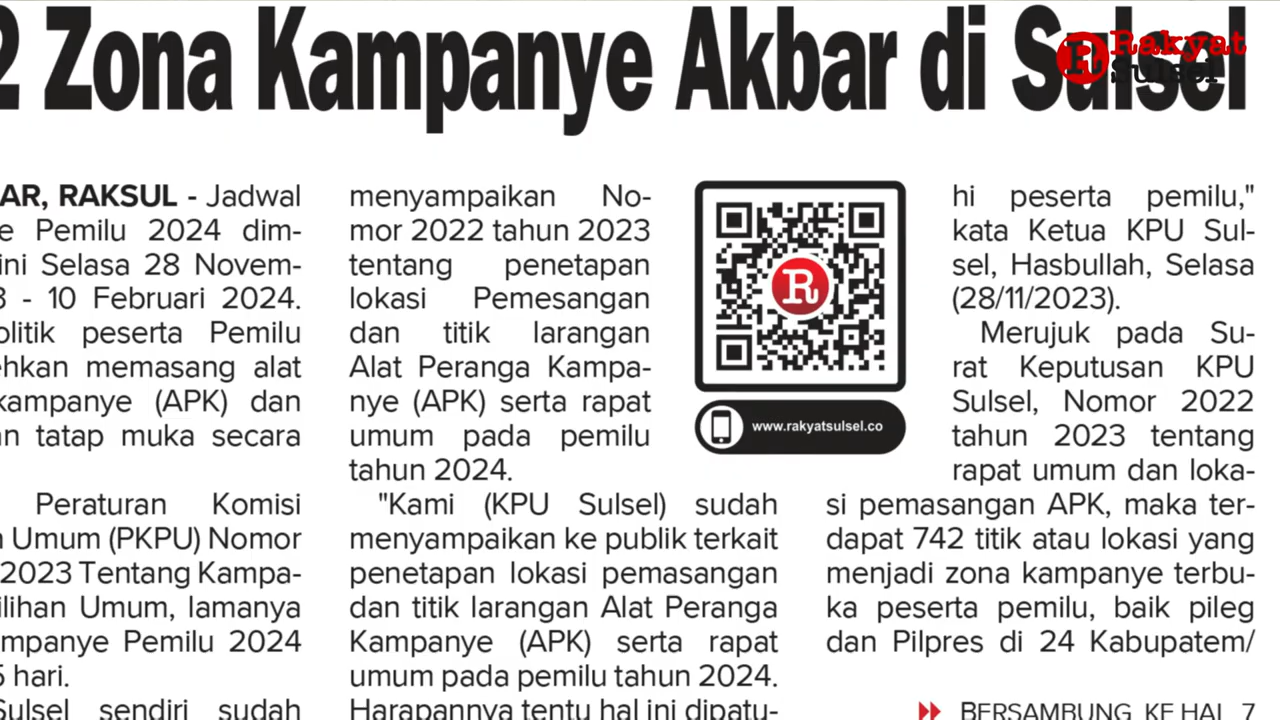 2 Zona Kampanye Akbar di Sulsel
Rakyat
Sulsel
AR, RAKSUL - Jadwal
e Pemilu 2024 dim-
ini Selasa 28 Novem-
3 - 10 Februari 2024.
olitik peserta Pemilu
ehkan memasang alat
kampanye (APK) dan
an tatap muka secara
Peraturan Komisi
n Umum (PKPU) Nomor
2023 Tentang Kampa-
ilihan Umum, lamanya
mpanye Pemilu 2024
5 hari.
Sulsel sendiri sudah
menyampaikan No-
mor 2022 tahun 2023
tentang penetapan
lokasi Pemesangan
dan titik larangan
Alat Peranga Kampa-
nye (APK) serta rapat
umum pada pemilu
tahun 2024.
"Kami (KPU Sulsel) sudah
menyampaikan ke publik terkait
penetapan lokasi pemasangan
dan titik larangan Alat Peranga
Kampanye (APK) serta rapat
umum pada pemilu tahun 2024.
Harapannya tentu hal ini dipatu-
R
www.rakyatsulsel.co
hi peserta pemilu,"
kata Ketua KPU Sul-
sel, Hasbullah, Selasa
(28/11/2023).
Merujuk pada Su-
rat Keputusan KPU
Sulsel, Nomor 2022
tahun 2023 tentang
rapat umum dan loka-
si pemasangan APK, maka ter-
dapat 742 titik atau lokasi yang
menjadi zona kampanye terbu-
ka peserta pemilu, baik pileg
dan Pilpres di 24 Kabupatem/
BERSAMBUNG KE HAL 7